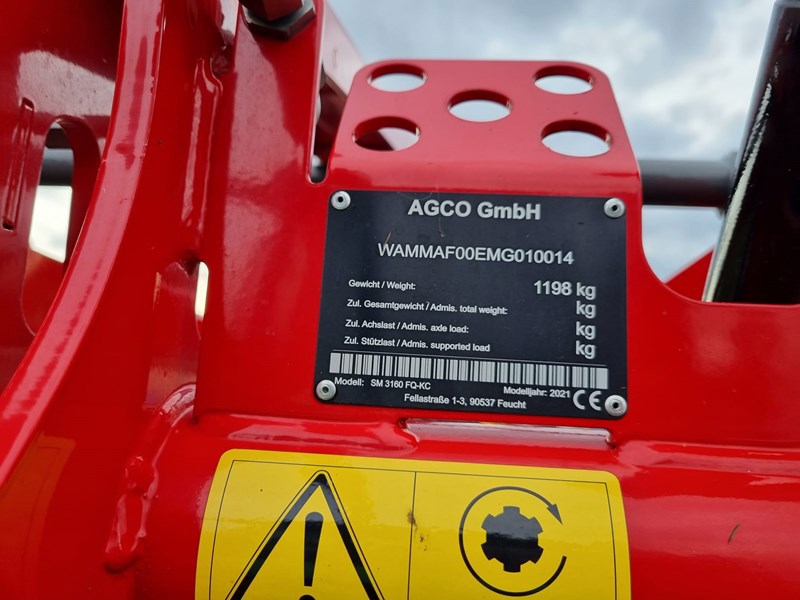 AGCO GmbH
WAMMAF00EMG010014
Gewicht / Weight: 1198 kg
Zul. Gesamtgewicht / Admis. total weight: kg
Zul. Achslast / Admis. axle load: kg
Zul. Stützlast / Admis. supported load kg
Modell: SM 3160 FQ-KC Modelljahr: 2021 CE
Fellastraße 1-3, 90537 Feucht